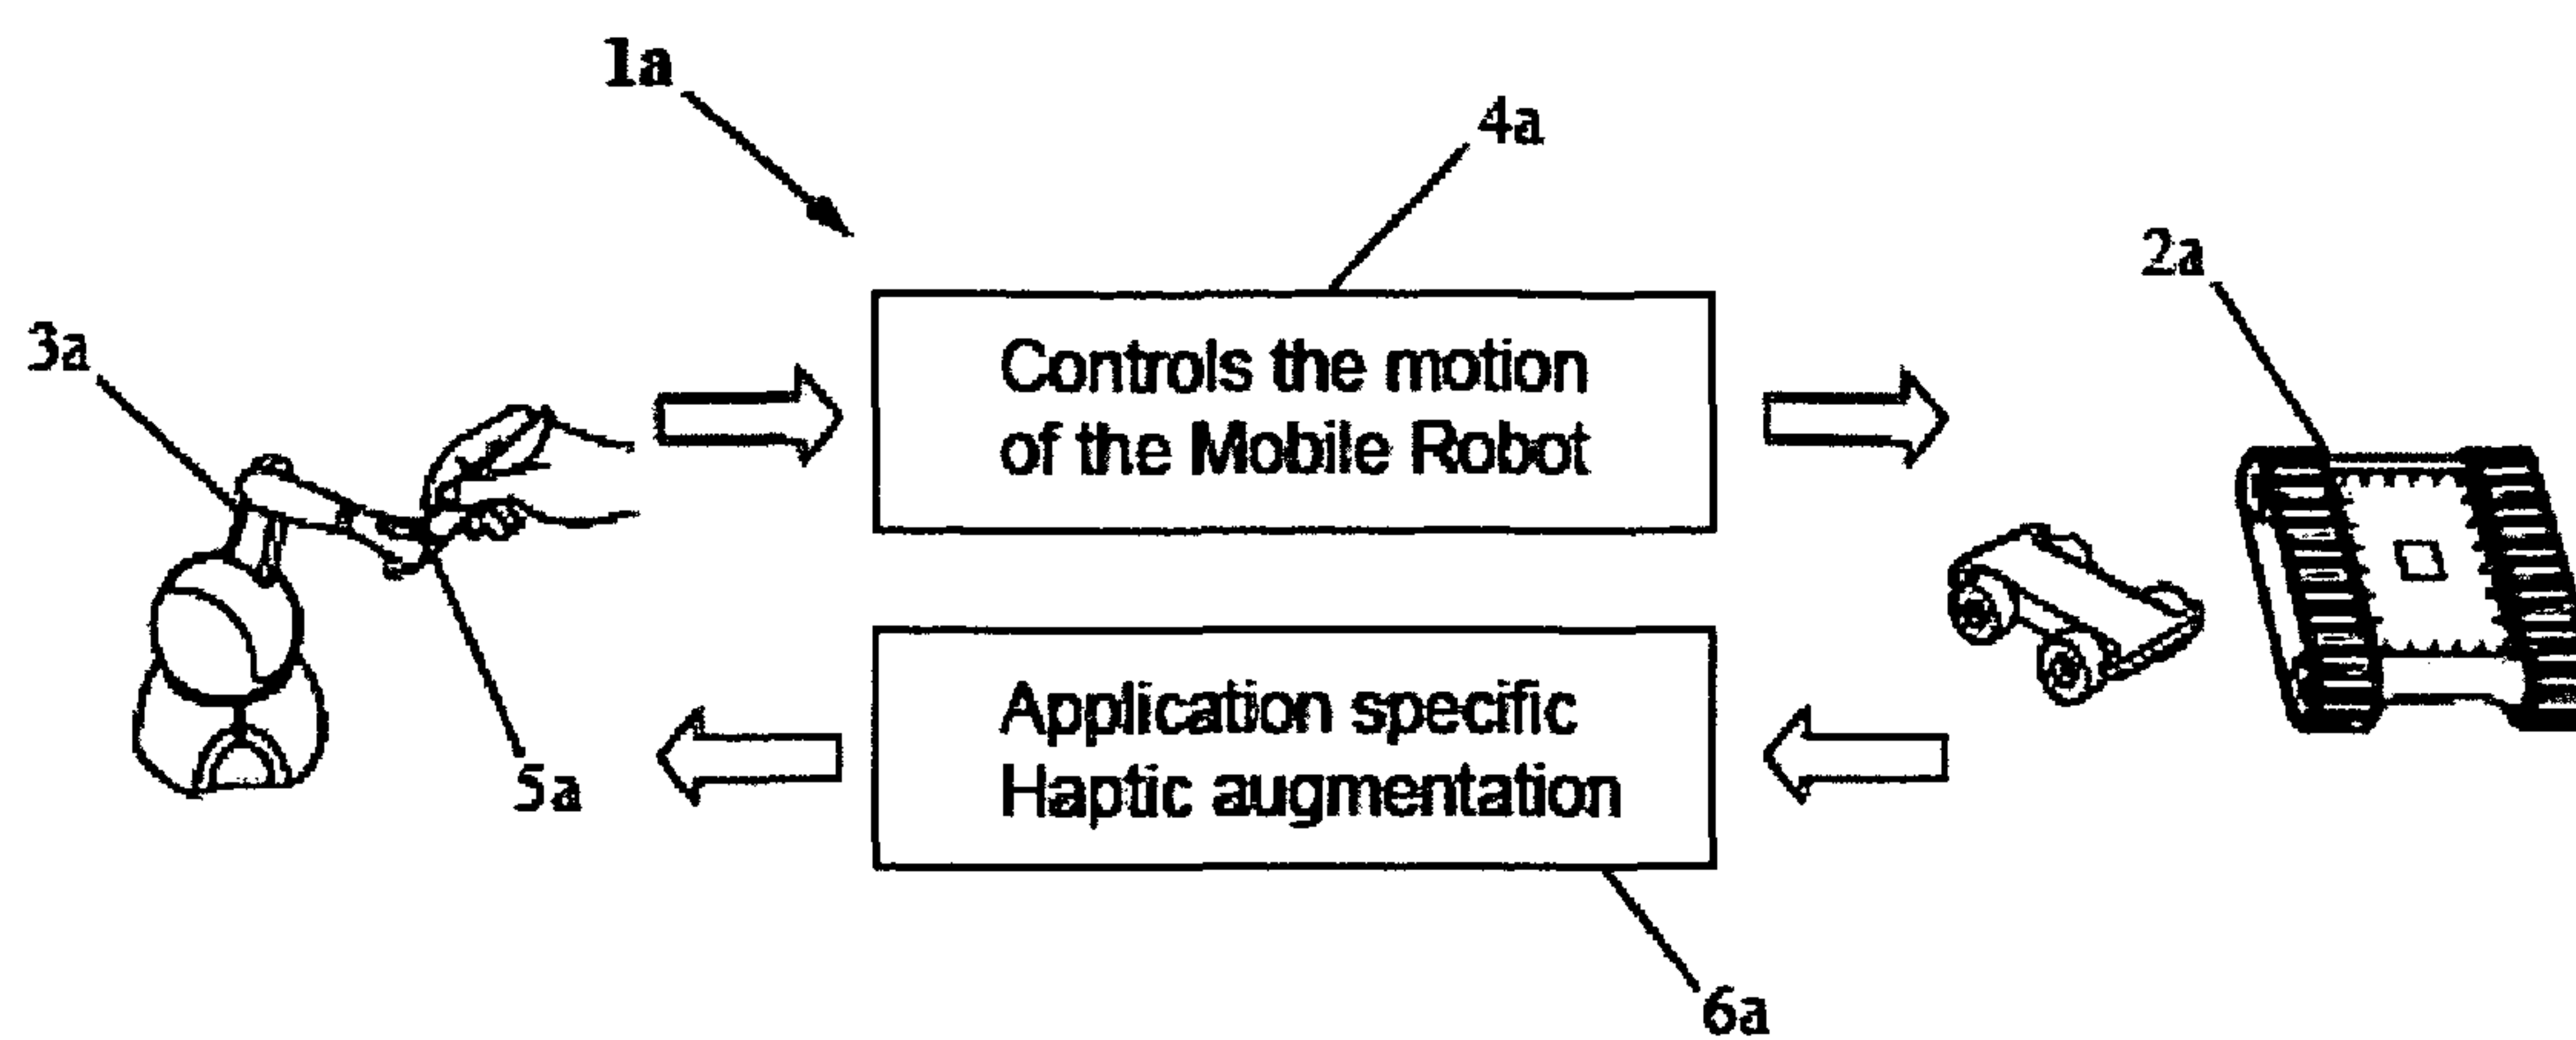 1a
4a
2a
3a
Controls the motion
of the Mobile Robot
Application specific
Haptic augmentation
5a
6a